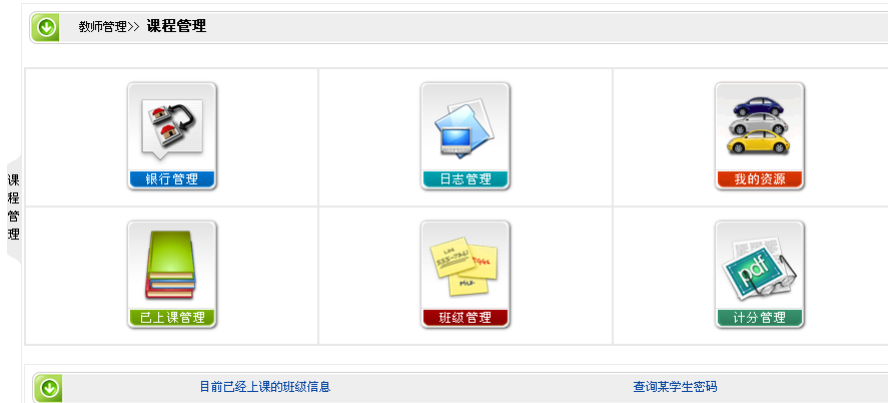 教师管理>> 课程管理
课程管理
银行管理
日志管理
我的资源
已上课管理
班级管理
计分管理
pdf
目前已经上课的班级信息
查询某学生密码